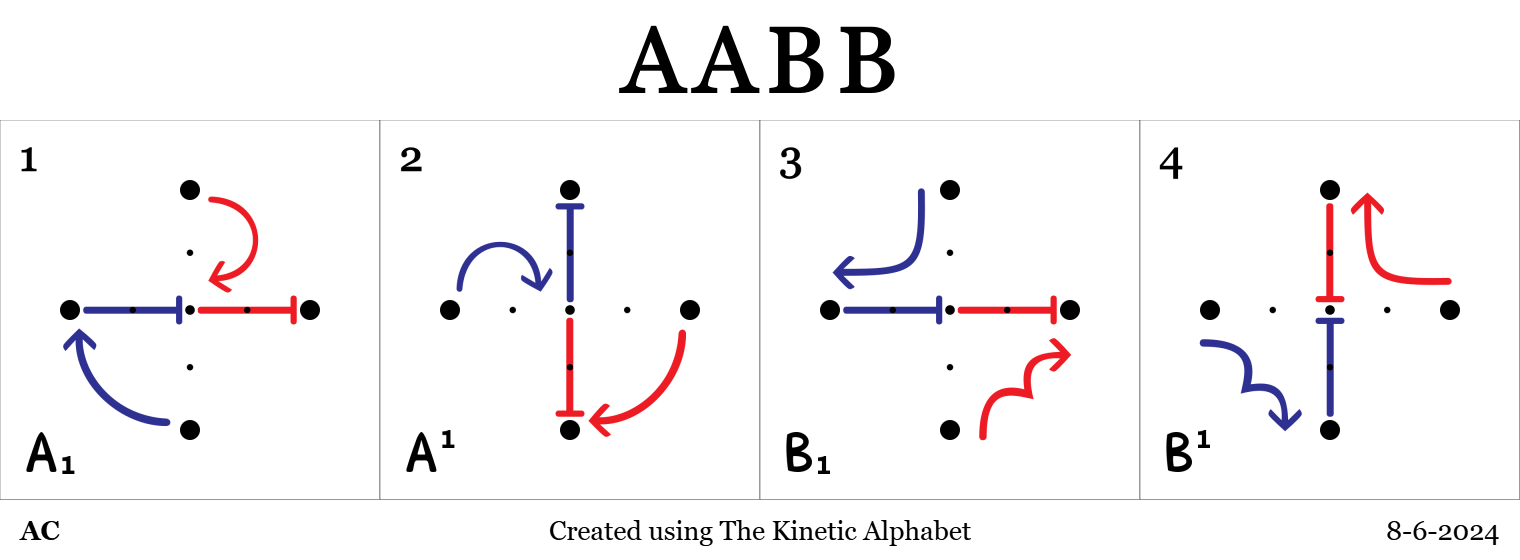 AABB
1
2
3
4
A₁
A¹
B₁
B¹
AC
Created using The Kinetic Alphabet
8-6-2024